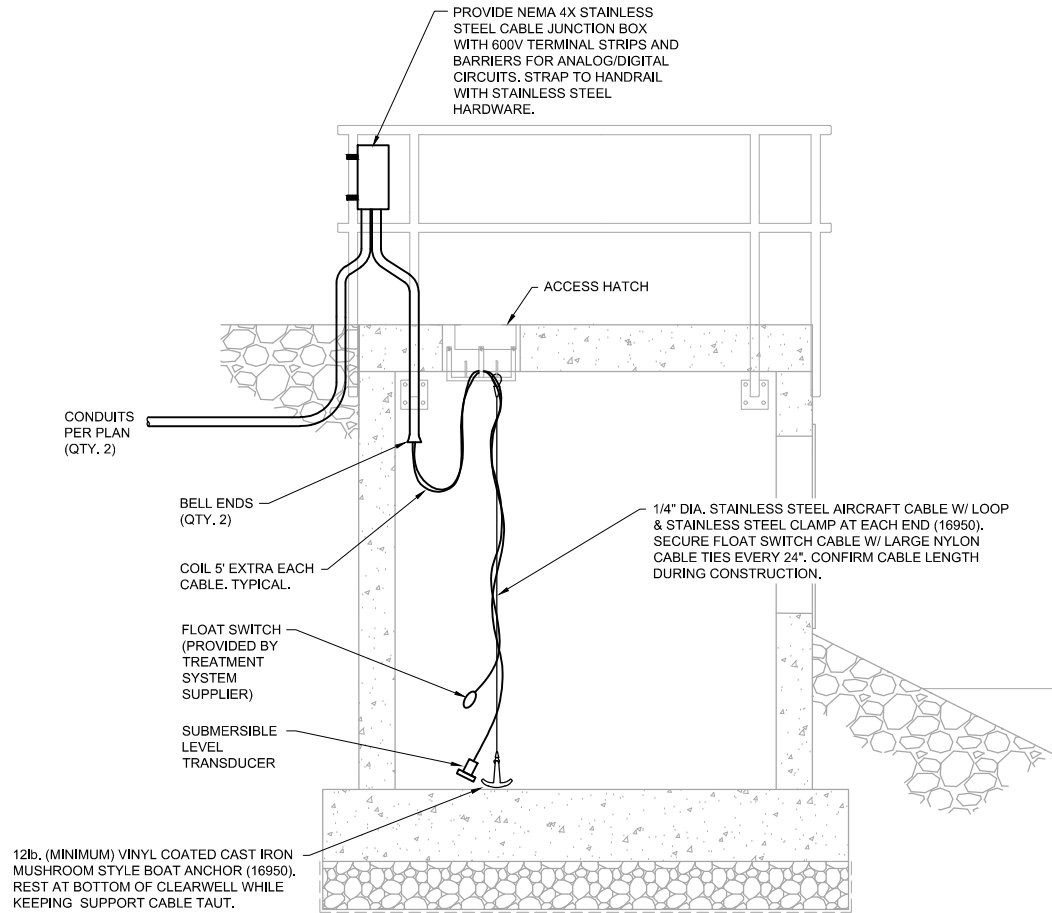 PROVIDE NEMA 4X STAINLESS
STEEL CABLE JUNCTION BOX
WITH 600V TERMINAL STRIPS AND
BARRIERS FOR ANALOG/DIGITAL
CIRCUITS. STRAP TO HANDRAIL
WITH STAINLESS STEEL
HARDWARE.
ACCESS HATCH
CONDUITS
PER PLAN
(QTY. 2)
BELL ENDS
(QTY. 2)
1/4" DIA. STAINLESS STEEL AIRCRAFT CABLE W/ LOOP
& STAINLESS STEEL CLAMP AT EACH END (16950).
SECURE FLOAT SWITCH CABLE W/ LARGE NYLON
CABLE TIES EVERY 24". CONFIRM CABLE LENGTH
DURING CONSTRUCTION.
COIL 5' EXTRA EACH
CABLE. TYPICAL.
FLOAT SWITCH
(PROVIDED BY
TREATMENT
SYSTEM
SUPPLIER)
SUBMERSIBLE
LEVEL
TRANSDUCER
12lb. (MINIMUM) VINYL COATED CAST IRON
MUSHROOM STYLE BOAT ANCHOR (16950).
REST AT BOTTOM OF CLEARWELL WHILE
KEEPING SUPPORT CABLE TAUT.